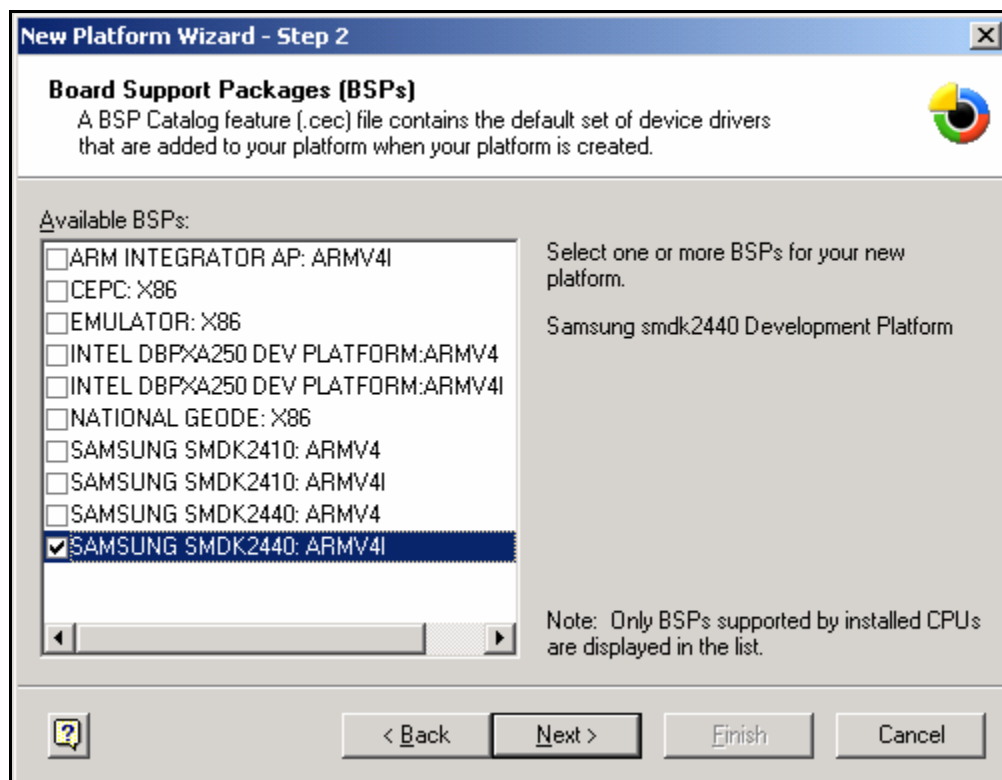 New Platform Wizard - Step 2
Board Support Packages (BSPs)
A BSP Catalog feature (.cec) file contains the default set of device drivers
that are added to your platform when your platform is created.
Available BSPs:
ARM INTEGRATOR AP: ARMV4I
CEPC: X86
EMULATOR: X86
INTEL DBPXA250 DEV PLATFORM:ARMV4
INTEL DBPXA250 DEV PLATFORM:ARMV4I
NATIONAL GEODE: X86
SAMSUNG SMDK2410: ARMV4
SAMSUNG SMDK2410: ARMV4I
SAMSUNG SMDK2440: ARMV4
SAMSUNG SMDK2440: ARMV4I
Select one or more BSPs for your new
platform.
Samsung smdk2440 Development Platform
Note: Only BSPs supported by installed CPUs
are displayed in the list.
?
< Back
Next >
Finish
Cancel